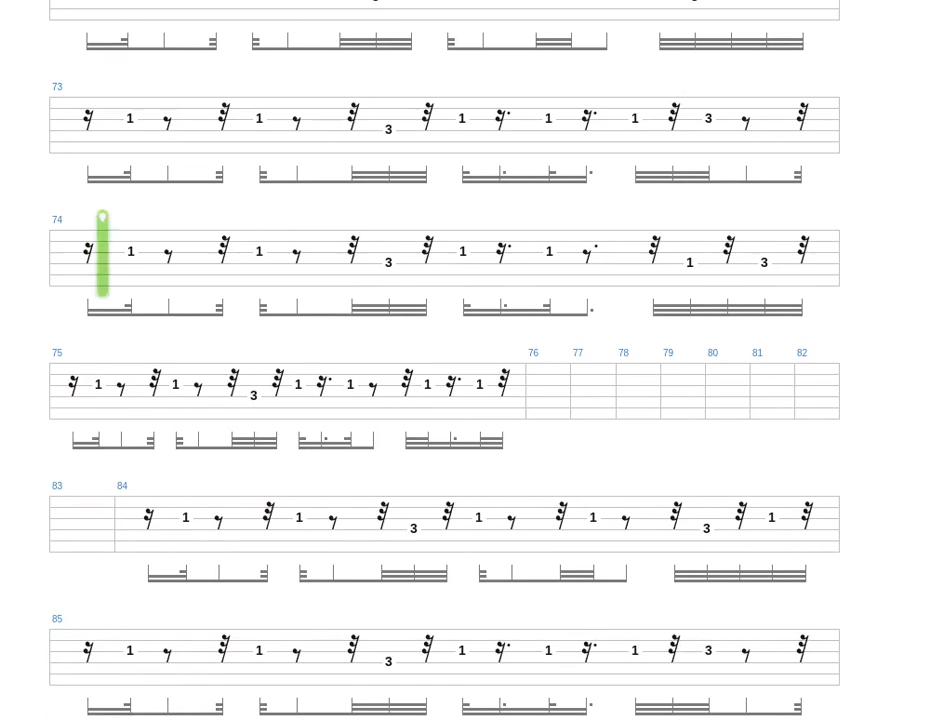 73
1 1 3 1 1 1 3
74
1 1 3 1 1 1 3
75 76 77 78 79 80 81 82
1 1 3 1 1 1 1
83 84
1 1 3 1 1 3 1
85
1 1 3 1 1 1 3